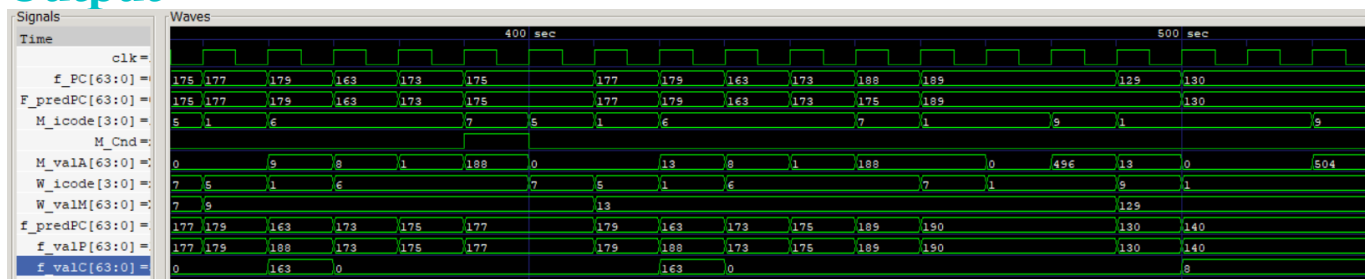 Output
Signals
Waves
Time
400 sec
500 sec
clk=
f_PC[63:0] = 175 177 179 163 173 175 177 179 163 173 188 189 129 130
F_predPC[63:0] = 175 177 179 163 173 175 177 179 163 173 175 189 130
M_icode[3:0] = 5 1 6 7 5 1 6 7 1 9 1 9
M_Cnd=
M_valA[63:0] = 0 9 8 1 188 0 13 8 1 188 0 496 13 0 504
W_icode[3:0] = 7 5 1 6 7 5 1 6 7 1 9 1
W_valM[63:0] = 7 9 13 129
f_predPC[63:0] = 177 179 163 173 175 177 179 163 173 175 189 190 130 140
f_valP[63:0] = 177 179 188 173 175 177 179 188 173 175 189 190 130 140
f_valC[63:0] = 0 163 0 163 0 8